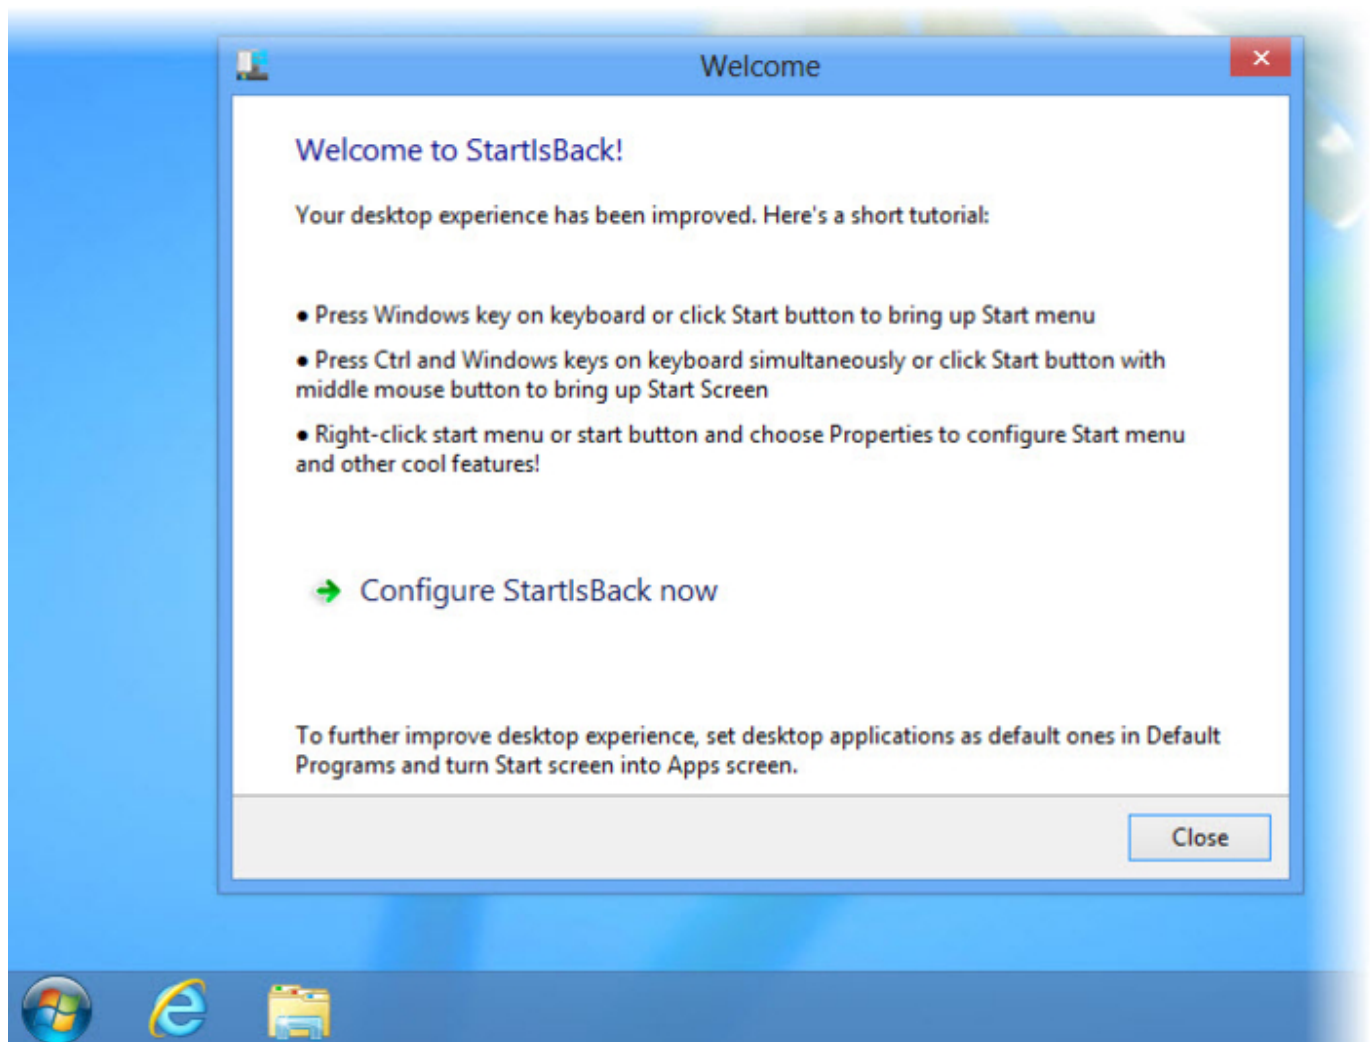 Welcome
Welcome to StartIsBack!
Your desktop experience has been improved. Here's a short tutorial:
● Press Windows key on keyboard or click Start button to bring up Start menu
● Press Ctrl and Windows keys on keyboard simultaneously or click Start button with
middle mouse button to bring up Start Screen
● Right-click start menu or start button and choose Properties to configure Start menu
and other cool features!
Configure StartIsBack now
To further improve desktop experience, set desktop applications as default ones in Default
Programs and turn Start screen into Apps screen.
Close